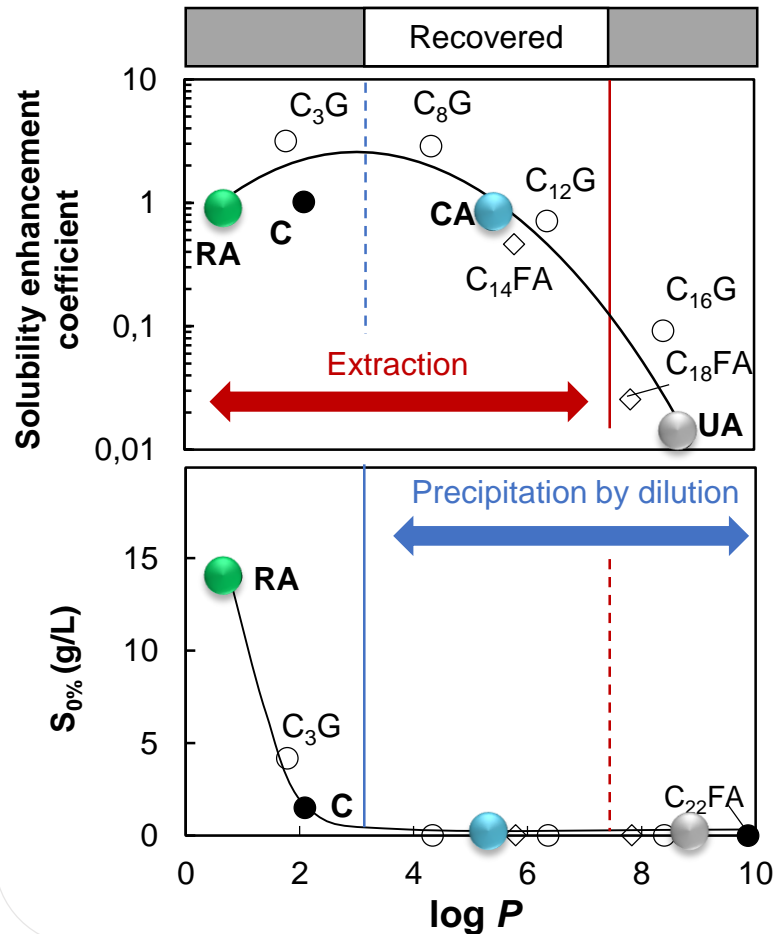 Recovered
Solubility enhancement
coefficient
10
1
0,1
0,01
C₃G
C₈G
C₁₂G
RA
C
CA
C₁₄FA
C₁₆G
C₁₈FA
UA
Extraction
Precipitation by dilution
S₀% (g/L)
15
10
5
0
RA
C₃G
C
C₂₂FA
0
2
4
6
8
10
log P